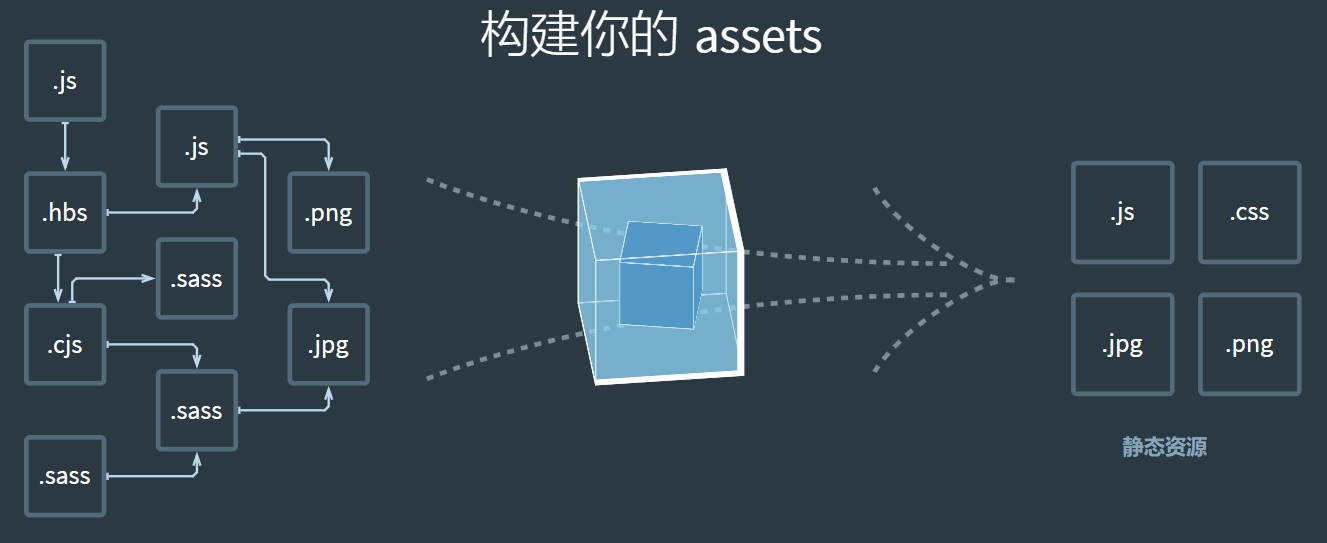 构建你的 assets
.js
.js
.hbs
.png
.sass
.cjs
.jpg
.sass
.sass
.js
.css
.jpg
.png
静态资源